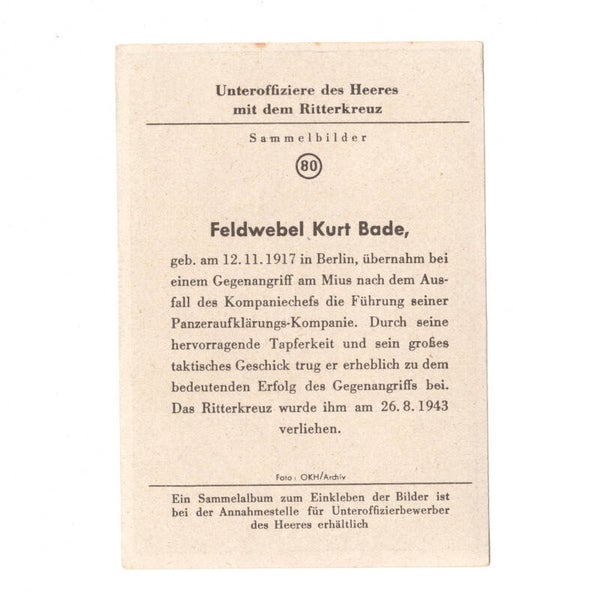 Unteroffiziere des Heeres
mit dem Ritterkreuz
Sammelbilder
80
Feldwebel Kurt Bade,
geb. am 12.11.1917 in Berlin, übernahm bei
einem Gegenangriff am Mius nach dem Aus-
fall des Kompaniechefs die Führung seiner
Panzeraufklärungs-Kompanie. Durch seine
hervorragende Tapferkeit und sein großes
taktisches Geschick trug er erheblich zu dem
bedeutenden Erfolg des Gegenangriffs bei.
Das Ritterkreuz wurde ihm am 26.8.1943
verliehen.
Foto: OKH/Archiv
Ein Sammelalbum zum Einkleben der Bilder ist
bei der Annahmestelle für Unteroffizierbewerber
des Heeres erhältlich